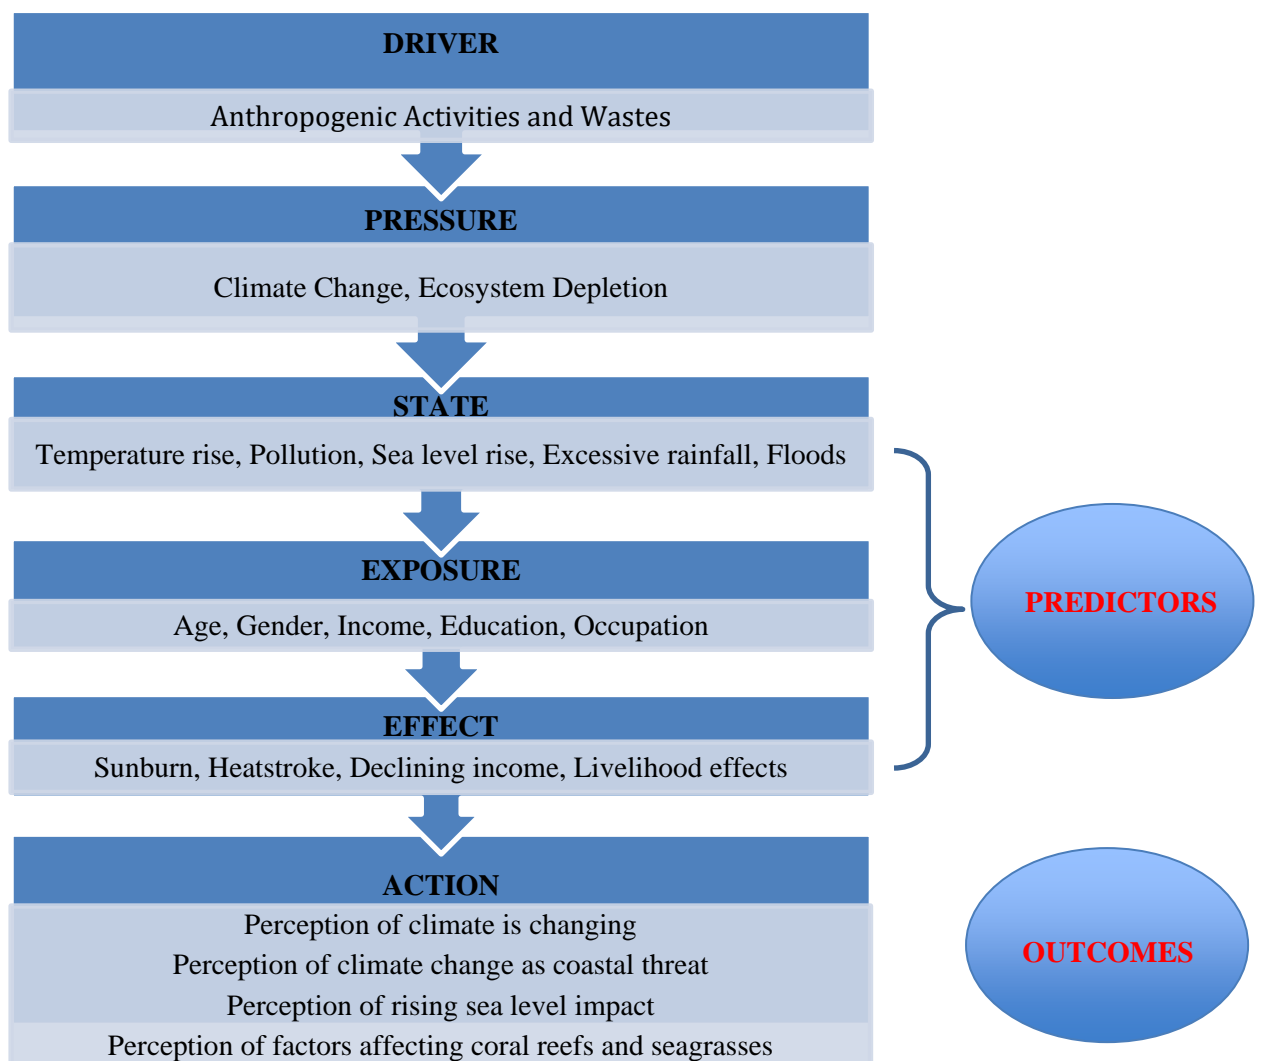 DRIVER
Anthropogenic Activities and Wastes
PRESSURE
Climate Change, Ecosystem Depletion
STATE
Temperature rise, Pollution, Sea level rise, Excessive rainfall, Floods
EXPOSURE
Age, Gender, Income, Education, Occupation
EFFECT
Sunburn, Heatstroke, Declining income, Livelihood effects
PREDICTORS
ACTION
Perception of climate is changing
Perception of climate change as coastal threat
Perception of rising sea level impact
Perception of factors affecting coral reefs and seagrasses
OUTCOMES